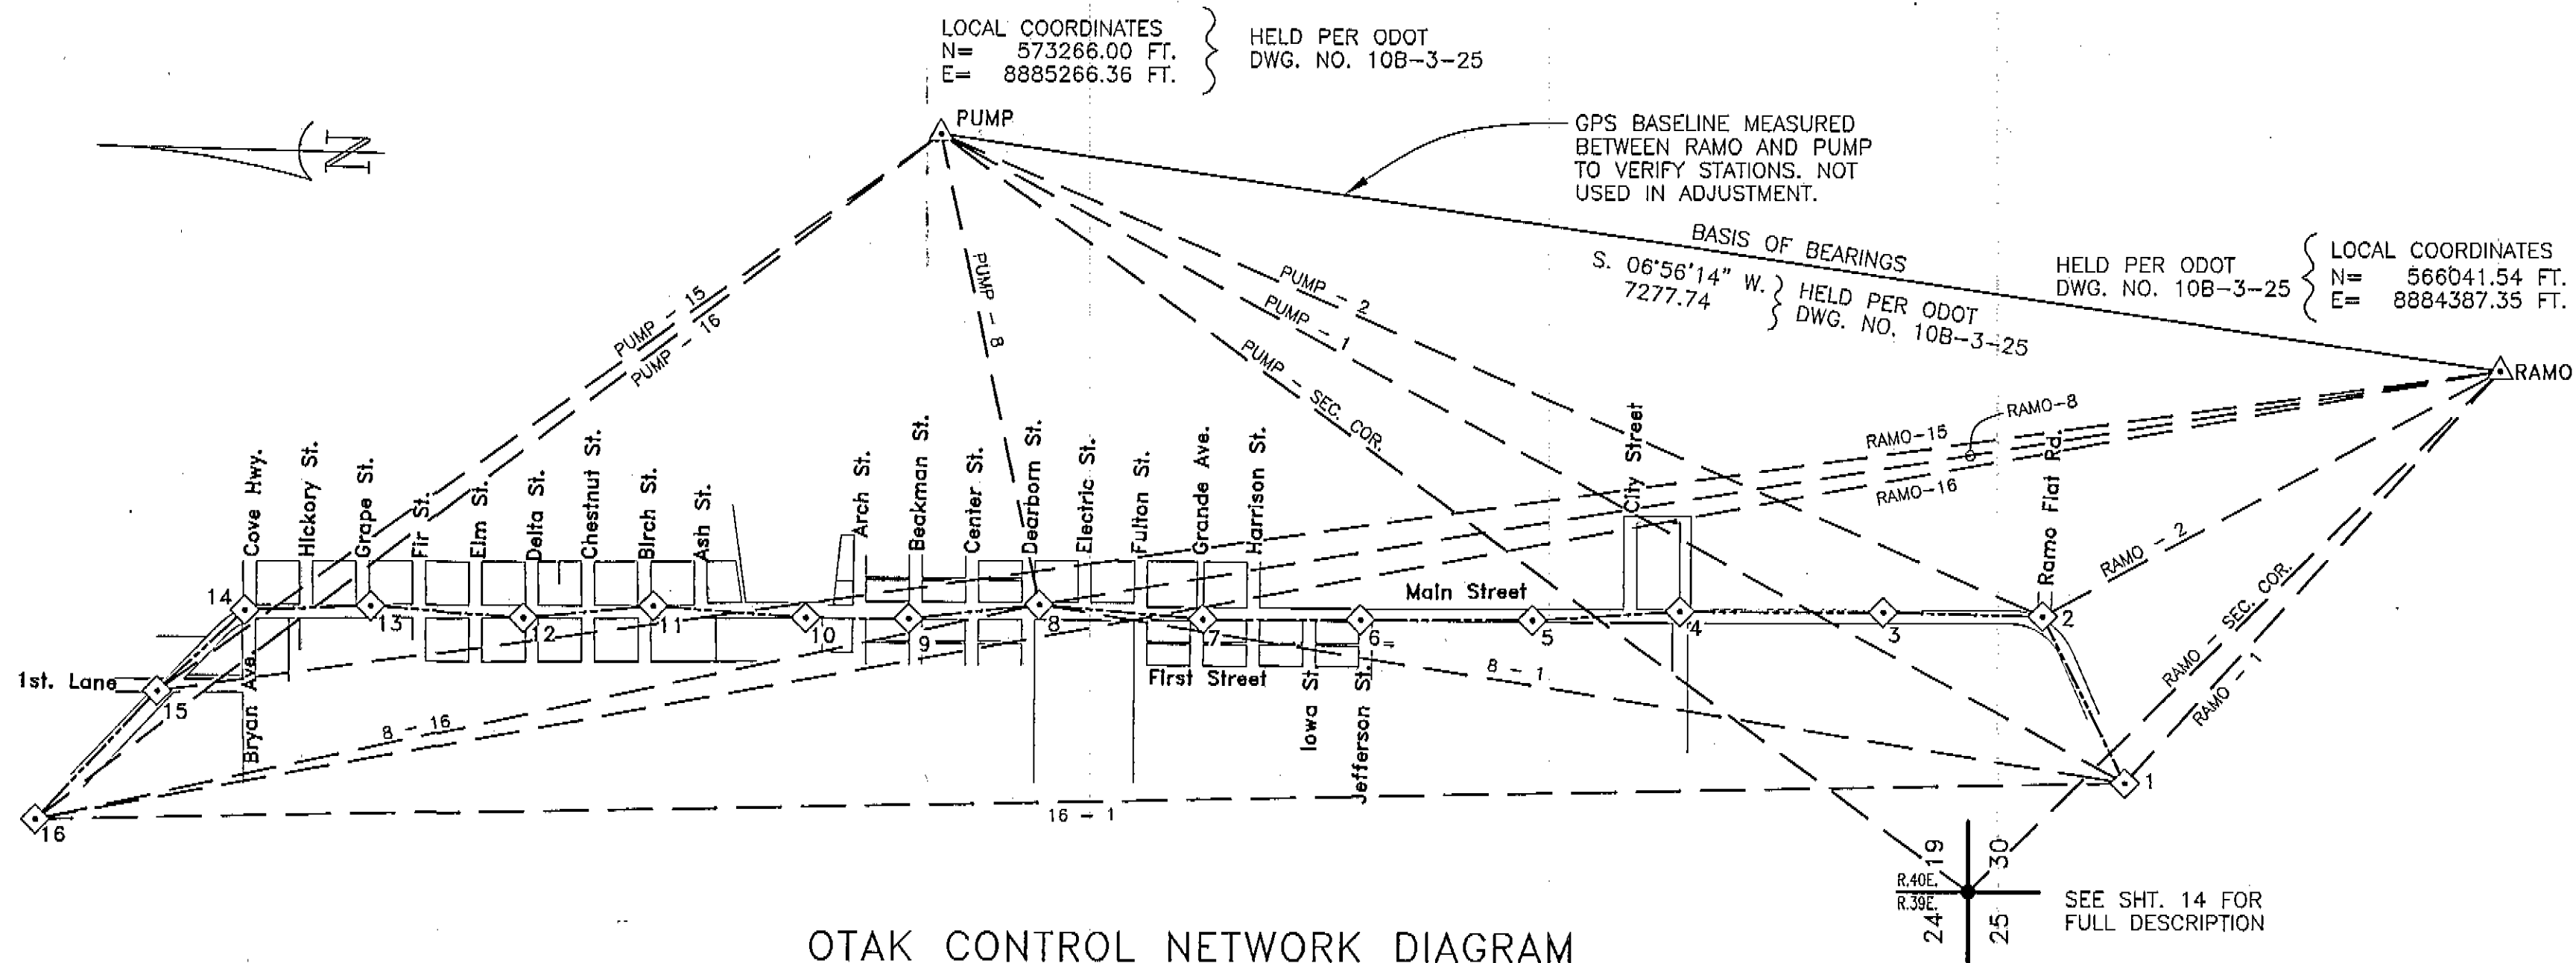 LOCAL COORDINATES
N= 573266.00 FT.
E= 8885266.36 FT.
HELD PER ODOT
DWG. NO. 10B-3-25
N
PUMP
GPS BASELINE MEASURED
BETWEEN RAMO AND PUMP
TO VERIFY STATIONS. NOT
USED IN ADJUSTMENT.
BASIS OF BEARINGS
S. 06°56'14" W.
7277.74
HELD PER ODOT
DWG. NO. 10B-3-25
HELD PER ODOT
DWG. NO. 10B-3-25
LOCAL COORDINATES
N= 566041.54 FT.
E= 8884387.35 FT.
RAMO
PUMP - 15
PUMP - 16
PUMP - 8
PUMP - 2
PUMP - 1
PUMP - SEC. COR.
RAMO-8
RAMO-15
RAMO-16
RAMO - 2
RAMO - SEC. COR.
RAMO - 1
Cove Hwy.
Hickory St.
Grape St.
Fir St.
Elm St.
Delta St.
Chestnut St.
Birch St.
Ash St.
Arch St.
Beakman St.
Center St.
Dearborn St.
Electric St.
Fulton St.
Grande Ave.
Harrison St.
City Street
Ramo Flat Rd.
Main Street
14
13
12
11
10
9
8
7
6
5
4
3
2
1st. Lane
15
Bryan Ave.
First Street
Iowa St.
Jefferson St.
8 - 1
8 - 16
16 - 1
1
16
19
30
R.40E.
R.39E.
24
25
SEE SHT. 14 FOR
FULL DESCRIPTION
OTAK CONTROL NETWORK DIAGRAM